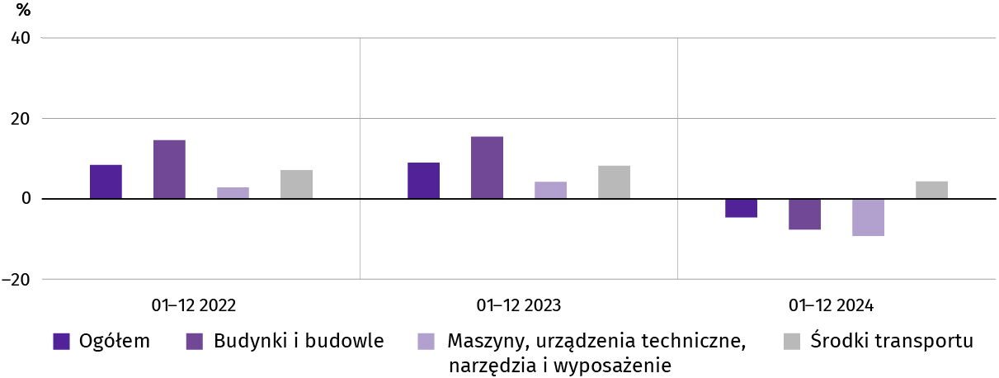 %
40
20
0
–20
01–12 2022
01–12 2023
01–12 2024
Ogółem
Budynki i budowle
Maszyny, urządzenia techniczne,
narzędzia i wyposażenie
Środki transportu